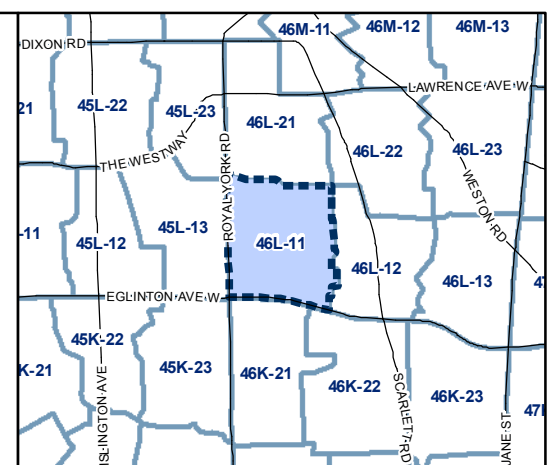 46M-11
46M-12
46M-13
DIXON RD
LAWRENCE AVE W
21
45L-22
45L-23
46L-21
46L-22
46L-23
THE WESTWAY
ROYAL YORK RD
WESTON RD
-11
45L-12
45L-13
46L-11
46L-12
46L-13
47
EGLINTON AVE W
K-21
45K-22
45K-23
46K-21
46K-22
46K-23
47
ISLINGTON AVE
SCARLETT RD
JANE ST